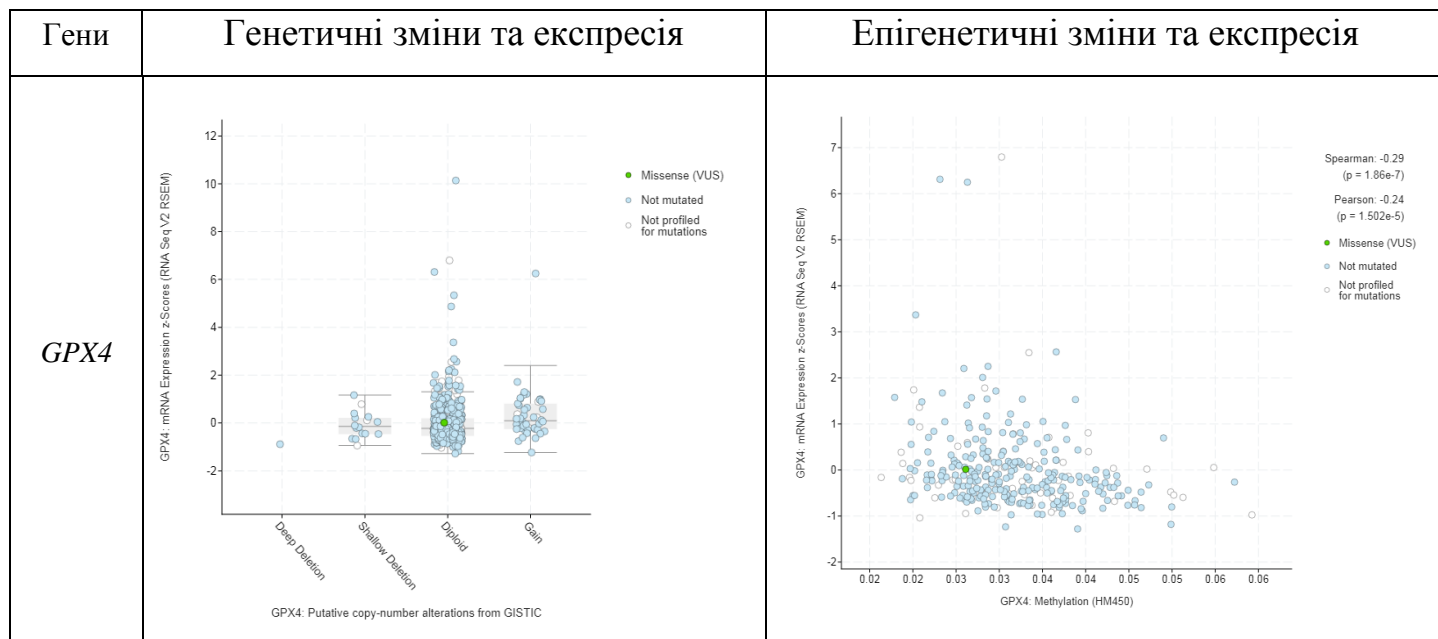 Гени
Генетичні зміни та експресія
Епігенетичні зміни та експресія
GPX4
GPX4: mRNA Expression z-Scores (RNA Seq V2 RSEM)
12
10
8
6
4
2
0
-2
Deep Deletion
Shallow Deletion
Diploid
Gain
GPX4: Putative copy-number alterations from GISTIC
Missense (VUS)
Not mutated
Not profiled
for mutations
GPX4: mRNA Expression z-Scores (RNA Seq V2 RSEM)
7
6
5
4
3
2
1
0
-1
-2
0.02 0.02 0.03 0.03 0.04 0.04 0.05 0.05 0.06 0.06
GPX4: Methylation (HM450)
Spearman: -0.29
(p = 1.86e-7)
Pearson: -0.24
(p = 1.502e-5)
Missense (VUS)
Not mutated
Not profiled
for mutations